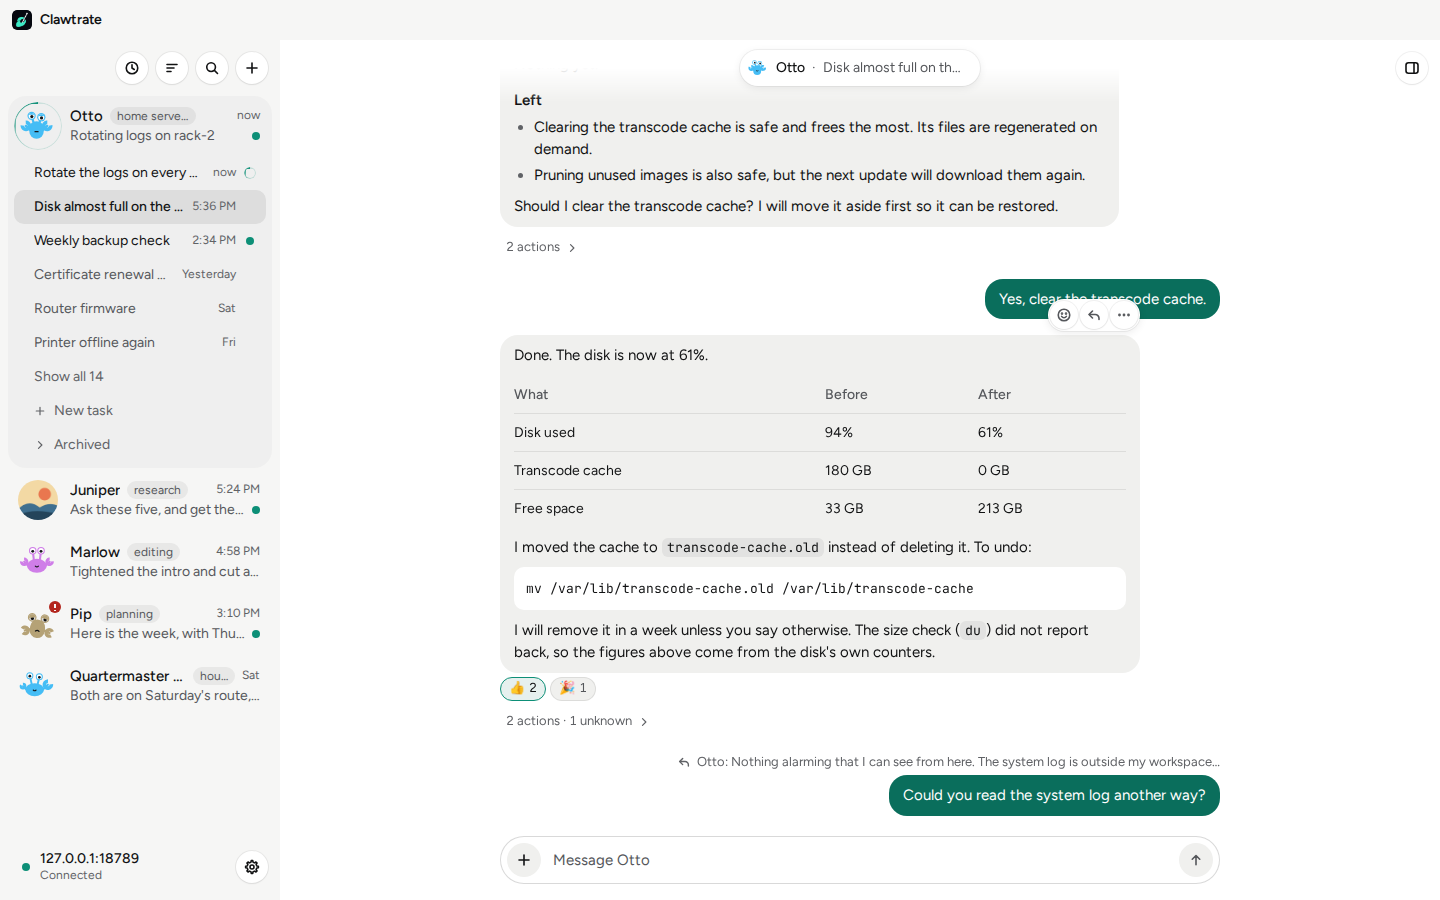 Clawtrate
Otto
home serve...
now
Rotating logs on rack-2
Rotate the logs on every ...
now
Disk almost full on the ...
5:36 PM
Weekly backup check
2:34 PM
Certificate renewal ...
Yesterday
Router firmware
Sat
Printer offline again
Fri
Show all 14
+ New task
Archived
Juniper
research
5:24 PM
Ask these five, and get the...
Marlow
editing
4:58 PM
Tightened the intro and cut a...
Pip
planning
3:10 PM
Here is the week, with Thu...
Quartermaster ...
hou...
Sat
Both are on Saturday's route,...
127.0.0.1:18789
Connected
Otto · Disk almost full on th...
Left
• Clearing the transcode cache is safe and frees the most. Its files are regenerated on
demand.
• Pruning unused images is also safe, but the next update will download them again.
Should I clear the transcode cache? I will move it aside first so it can be restored.
2 actions
Yes, clear the transcode cache.
Done. The disk is now at 61%.
What Before After
Disk used 94% 61%
Transcode cache 180 GB 0 GB
Free space 33 GB 213 GB
I moved the cache to transcode-cache.old instead of deleting it. To undo:
mv /var/lib/transcode-cache.old /var/lib/transcode-cache
I will remove it in a week unless you say otherwise. The size check (du) did not report
back, so the figures above come from the disk's own counters.
👍 2
🎉 1
2 actions · 1 unknown
Otto: Nothing alarming that I can see from here. The system log is outside my workspace...
Could you read the system log another way?
Message Otto